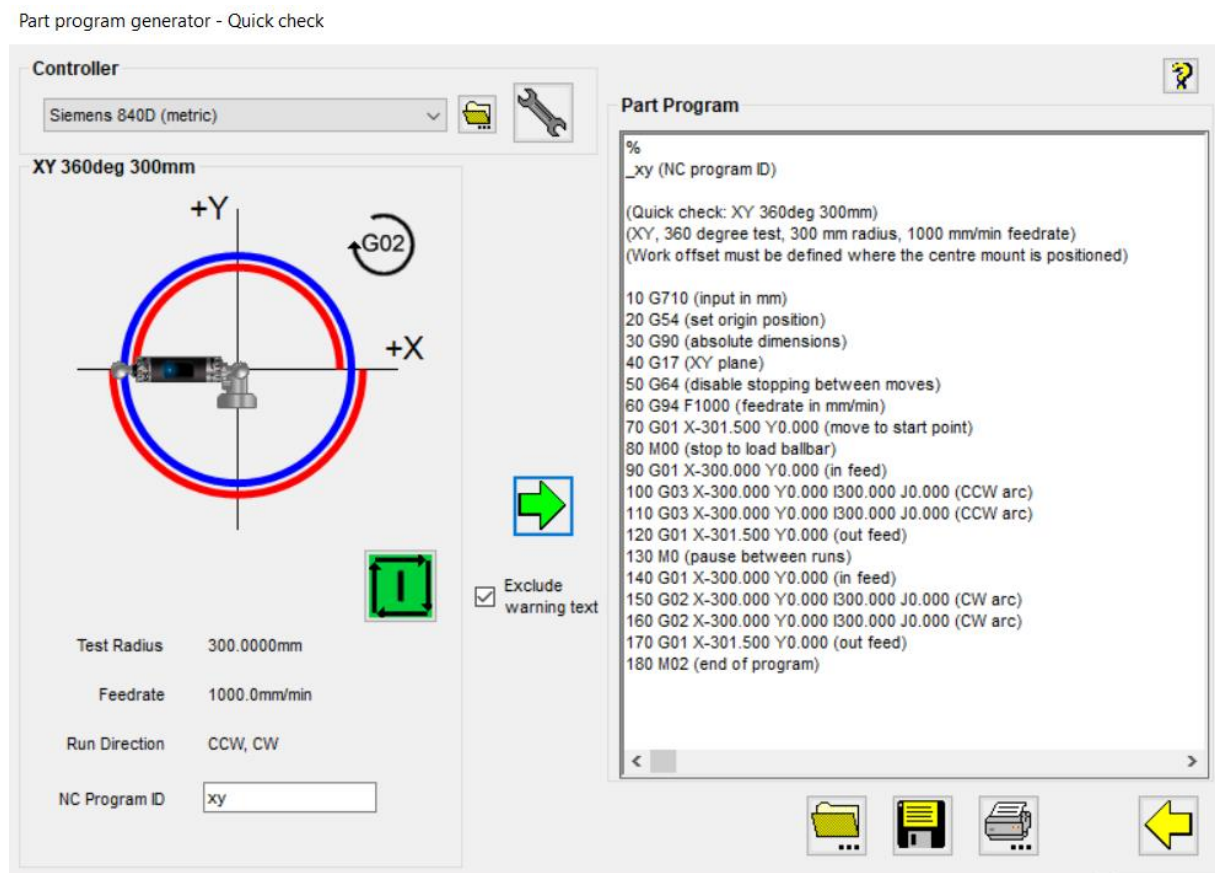 Part program generator - Quick check
Controller
Siemens 840D (metric)
XY 360deg 300mm
+Y
G02
+X
Exclude
warning text
Test Radius 300.0000mm
Feedrate 1000.0mm/min
Run Direction CCW, CW
NC Program ID xy
Part Program
%
_xy (NC program ID)
(Quick check: XY 360deg 300mm)
(XY, 360 degree test, 300 mm radius, 1000 mm/min feedrate)
(Work offset must be defined where the centre mount is positioned)
10 G710 (input in mm)
20 G54 (set origin position)
30 G90 (absolute dimensions)
40 G17 (XY plane)
50 G64 (disable stopping between moves)
60 G94 F1000 (feedrate in mm/min)
70 G01 X-301.500 Y0.000 (move to start point)
80 M00 (stop to load ballbar)
90 G01 X-300.000 Y0.000 (in feed)
100 G03 X-300.000 Y0.000 I300.000 J0.000 (CCW arc)
110 G03 X-300.000 Y0.000 I300.000 J0.000 (CCW arc)
120 G01 X-301.500 Y0.000 (out feed)
130 M0 (pause between runs)
140 G01 X-300.000 Y0.000 (in feed)
150 G02 X-300.000 Y0.000 I300.000 J0.000 (CW arc)
160 G02 X-300.000 Y0.000 I300.000 J0.000 (CW arc)
170 G01 X-301.500 Y0.000 (out feed)
180 M02 (end of program)